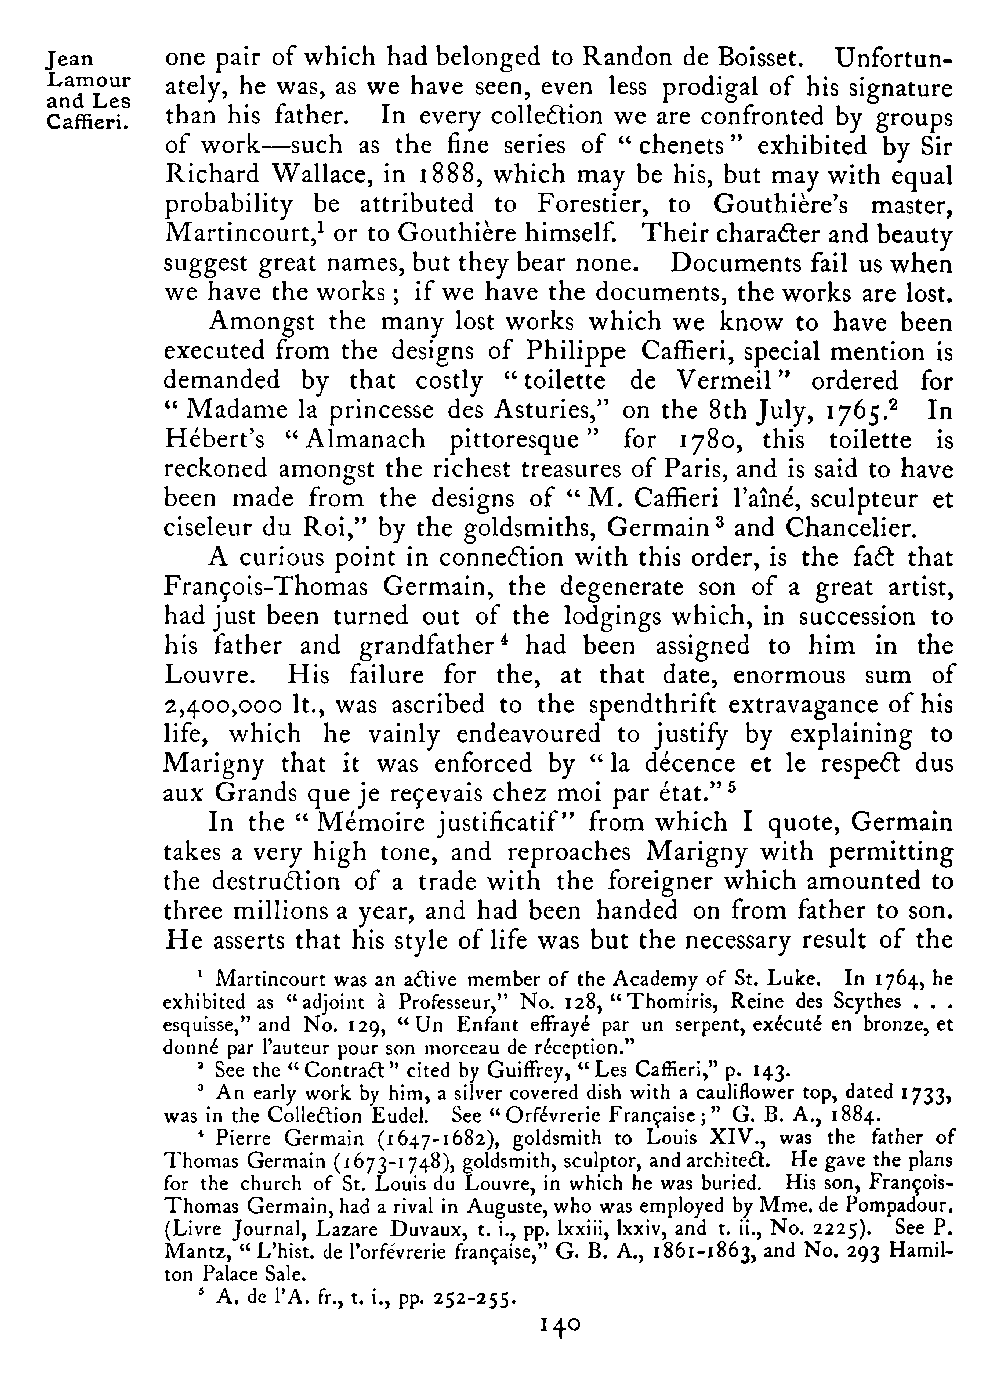 Jean
Lamour
and Les
Caffieri.
one pair of which had belonged to Randon de Boisset. Unfortun-
ately, he was, as we have seen, even less prodigal of his signature
than his father. In every collection we are confronted by groups
of work—such as the fine series of “ chenets ” exhibited by Sir
Richard Wallace, in 1888, which may be his, but may with equal
probability be attributed to Forestier, to Gouthière's master,
Martincourt,¹ or to Gouthière himself. Their character and beauty
suggest great names, but they bear none. Documents fail us when
we have the works ; if we have the documents, the works are lost.
Amongst the many lost works which we know to have been
executed from the designs of Philippe Caffieri, special mention is
demanded by that costly “ toilette de Vermeil ” ordered for
“ Madame la princesse des Asturies,” on the 8th July, 1765.² In
Hébert's “ Almanach pittoresque ” for 1780, this toilette is
reckoned amongst the richest treasures of Paris, and is said to have
been made from the designs of “ M. Caffieri l'aîné, sculpteur et
ciseleur du Roi,” by the goldsmiths, Germain ³ and Chancelier.
A curious point in connection with this order, is the fact that
François-Thomas Germain, the degenerate son of a great artist,
had just been turned out of the lodgings which, in succession to
his father and grandfather ⁴ had been assigned to him in the
Louvre. His failure for the, at that date, enormous sum of
2,400,000 lt., was ascribed to the spendthrift extravagance of his
life, which he vainly endeavoured to justify by explaining to
Marigny that it was enforced by “ la décence et le respect dus
aux Grands que je reçevais chez moi par état.” ⁵
In the “ Mémoire justificatif ” from which I quote, Germain
takes a very high tone, and reproaches Marigny with permitting
the destruction of a trade with the foreigner which amounted to
three millions a year, and had been handed on from father to son.
He asserts that his style of life was but the necessary result of the
¹ Martincourt was an active member of the Academy of St. Luke. In 1764, he
exhibited as “ adjoint à Professeur,” No. 128, “ Thomiris, Reine des Scythes . . .
esquisse,” and No. 129, “ Un Enfant effrayé par un serpent, exécuté en bronze, et
donné par l'auteur pour son morceau de réception.”
² See the “ Contract ” cited by Guiffrey, “ Les Caffieri,” p. 143.
³ An early work by him, a silver covered dish with a cauliflower top, dated 1733,
was in the Collection Eudel. See “ Orfévrerie Française ; ” G. B. A., 1884.
⁴ Pierre Germain (1647-1682), goldsmith to Louis XIV., was the father of
Thomas Germain (1673-1748), goldsmith, sculptor, and architect. He gave the plans
for the church of St. Louis du Louvre, in which he was buried. His son, François-
Thomas Germain, had a rival in Auguste, who was employed by Mme. de Pompadour.
(Livre Journal, Lazare Duvaux, t. i., pp. lxxiii, lxxiv, and t. ii., No. 2225). See P.
Mantz, “ L'hist. de l'orfévrerie française,” G. B. A., 1861-1863, and No. 293 Hamil-
ton Palace Sale.
⁵ A. de l'A. fr., t. i., pp. 252-255.
140